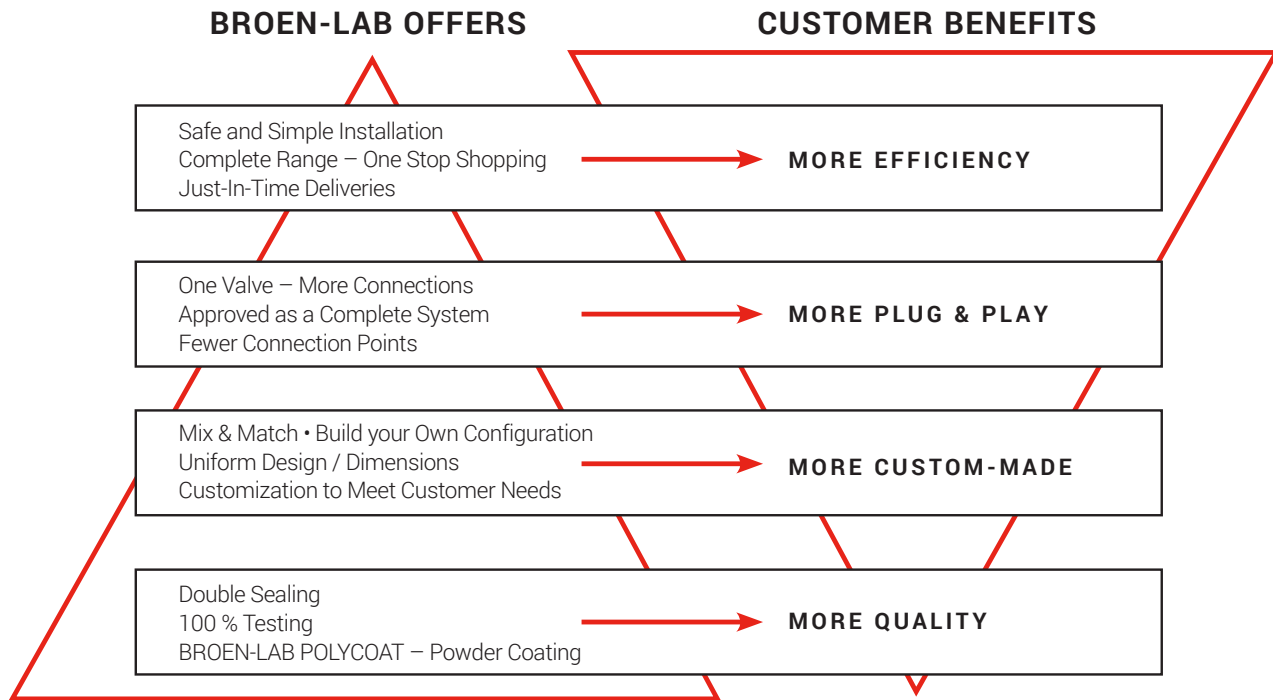 BROEN-LAB OFFERS
CUSTOMER BENEFITS
Safe and Simple Installation
Complete Range – One Stop Shopping
Just-In-Time Deliveries
MORE EFFICIENCY
One Valve – More Connections
Approved as a Complete System
Fewer Connection Points
MORE PLUG & PLAY
Mix & Match • Build your Own Configuration
Uniform Design / Dimensions
Customization to Meet Customer Needs
MORE CUSTOM-MADE
Double Sealing
100 % Testing
BROEN-LAB POLYCOAT – Powder Coating
MORE QUALITY